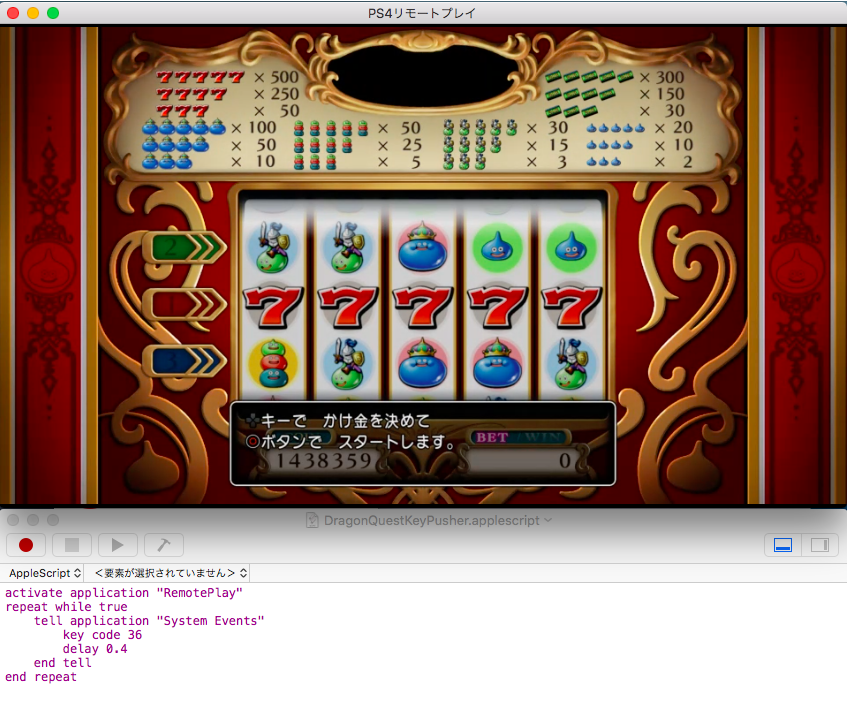 PS4リモートプレイ
77777 × 500
7777 × 250
777 × 50
× 300
× 150
× 30
× 100 × 50 × 30 × 20
× 50 × 25 × 15 × 10
× 10 × 5 × 3 × 2
2
7 7 7 7 7
3
キーで かけ金を決めて
○ボタンで スタートします。
BET / WIN
1438359 0
DragonQuestKeyPusher.applescript
AppleScript <要素が選択されていません>
activate application "RemotePlay"
repeat while true
tell application "System Events"
key code 36
delay 0.4
end tell
end repeat